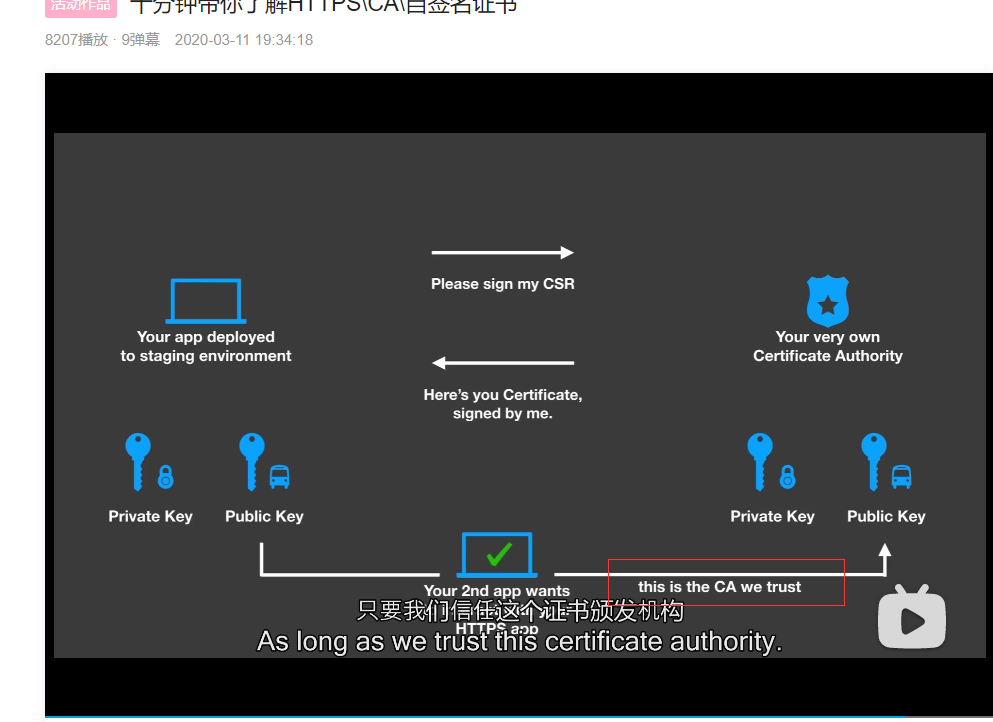 活动作品 十分钟带你了解HTTPS\CA\自签名证书
8207播放 · 9弹幕 2020-03-11 19:34:18
Please sign my CSR
Your app deployed
to staging environment
Your very own
Certificate Authority
Here's you Certificate,
signed by me.
Private Key
Public Key
Private Key
Public Key
this is the CA we trust
Your 2nd app wants
HTTPS app
只要我们信任这个证书颁发机构
As long as we trust this certificate authority.